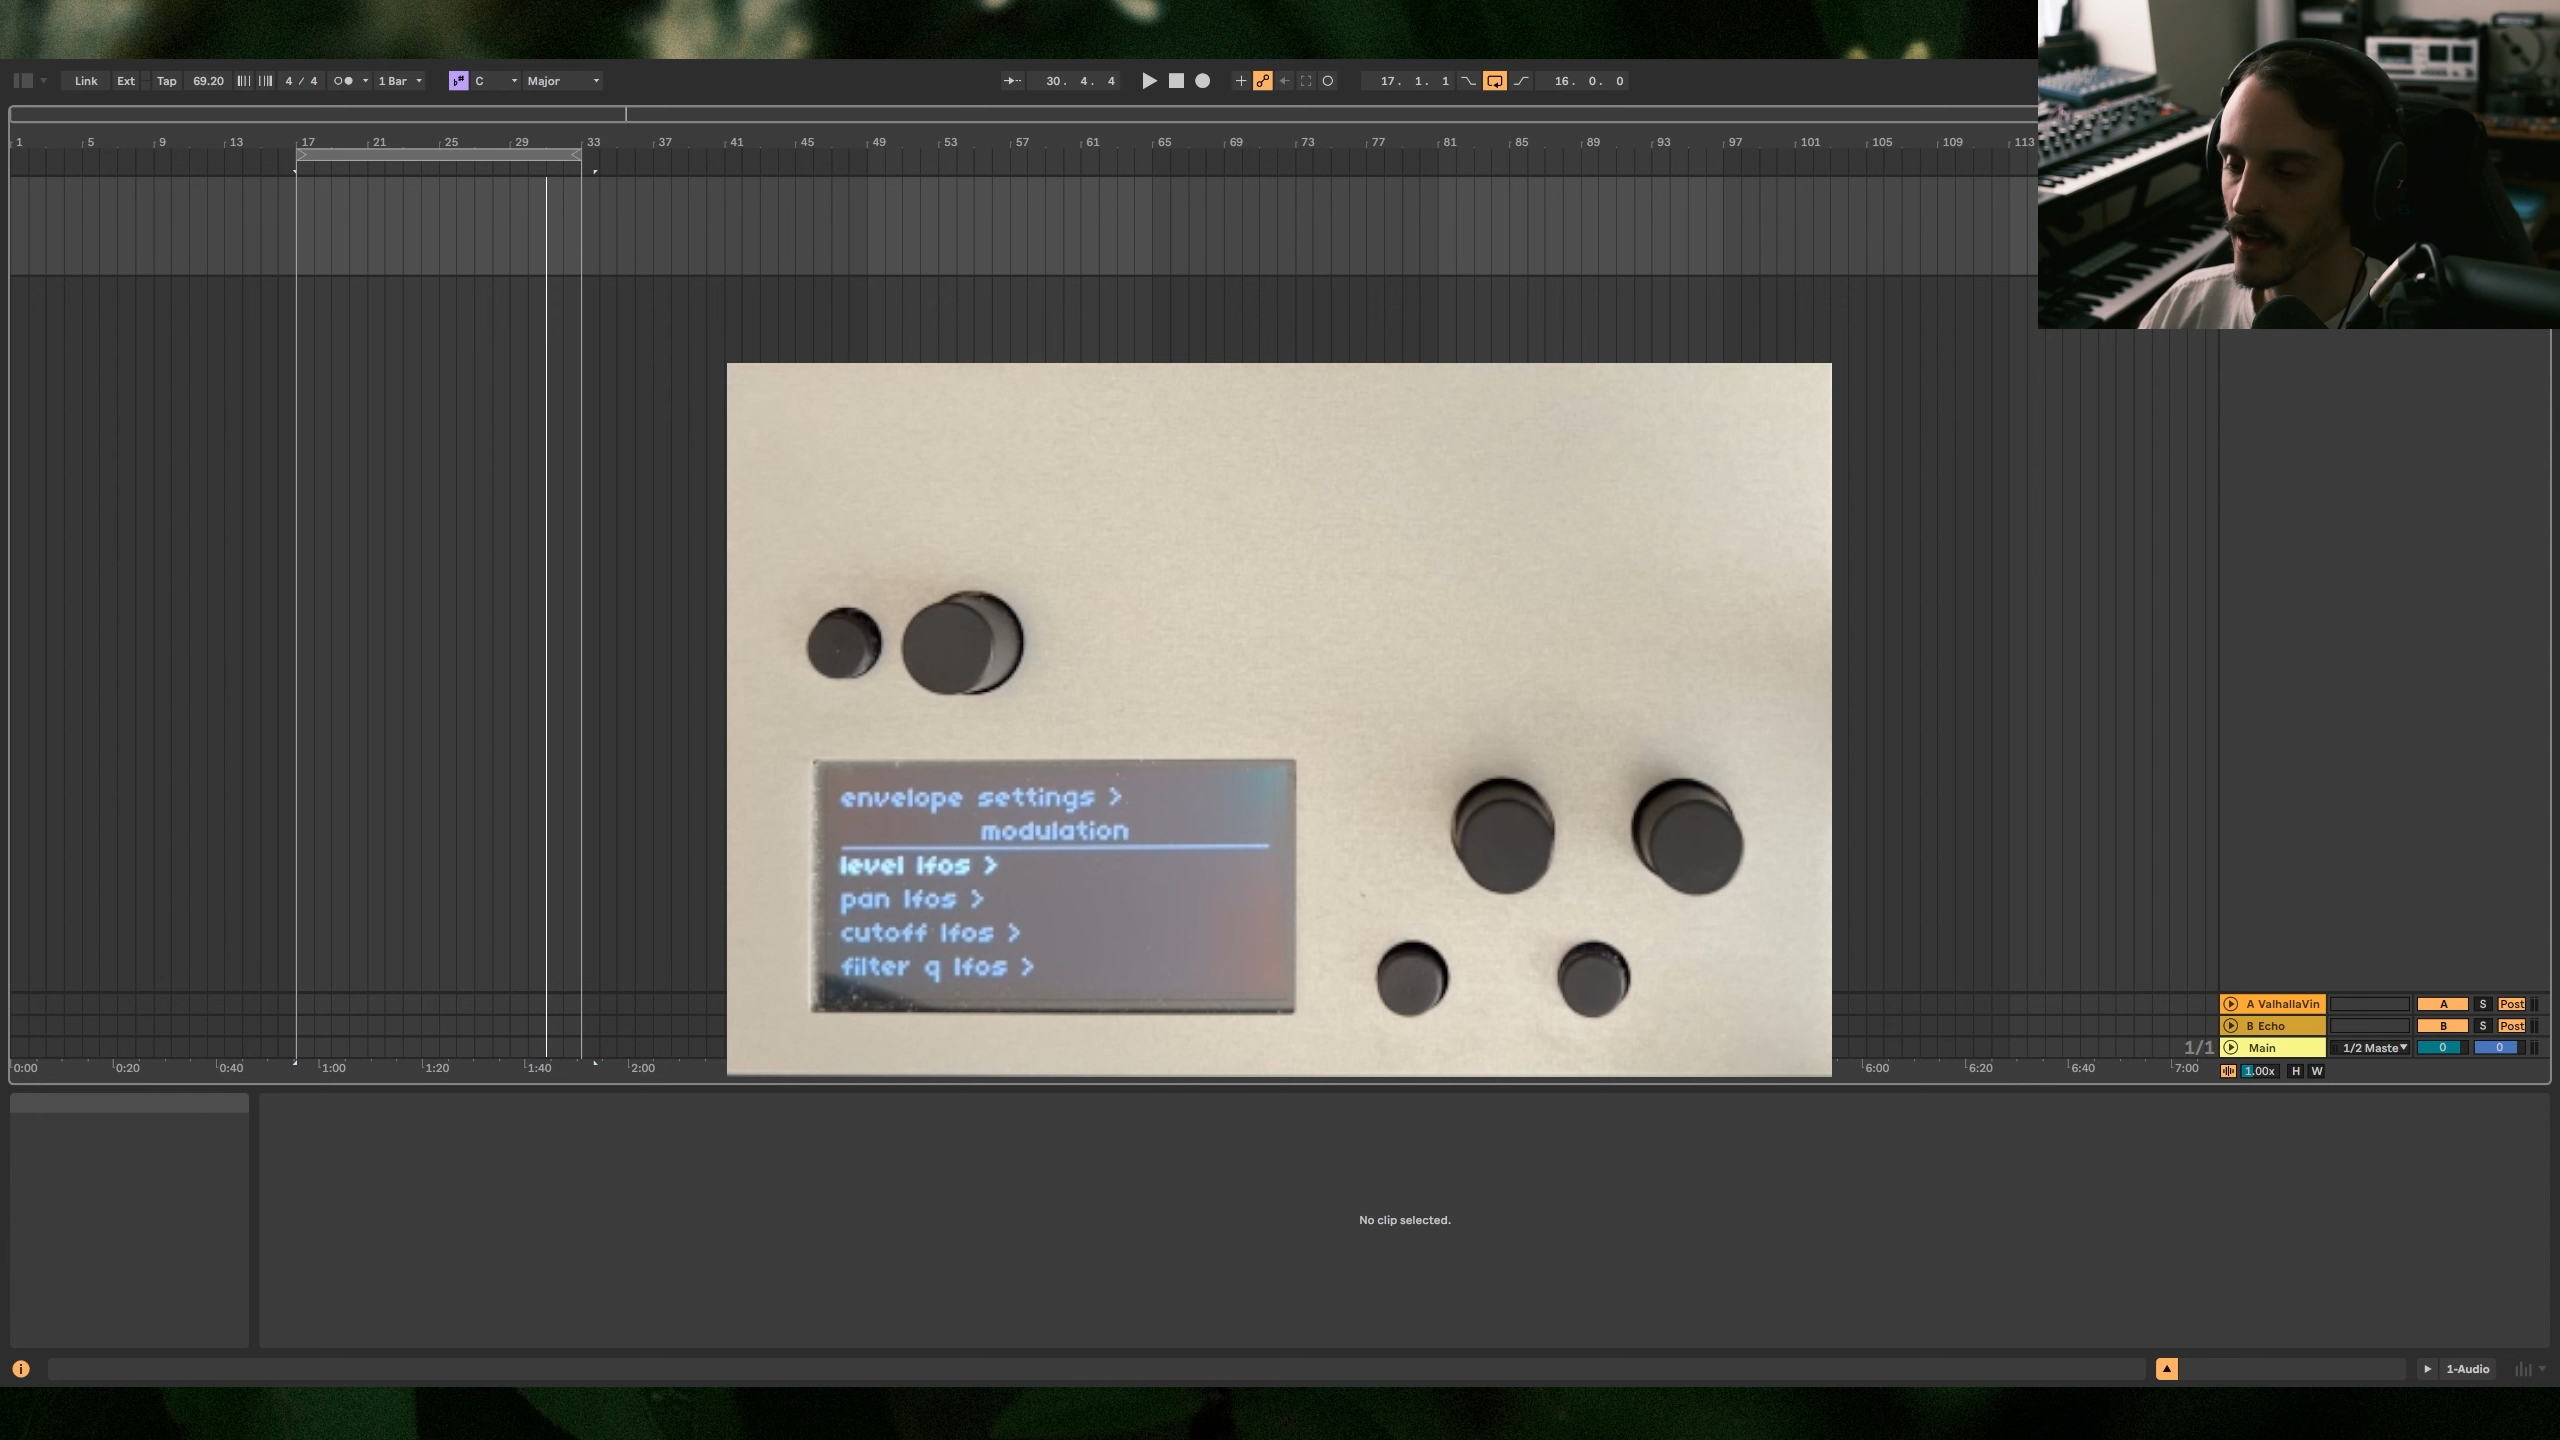 Link Ext Tap 69.20 4 / 4 1 Bar C Major 30. 4. 4 17. 1. 1 16. 0. 0
1 5 9 13 17 21 25 29 33 37 41 45 49 53 57 61 65 69 73 77 81 85 89 93 97 101 105 109 113
envelope settings >
modulation
level lfos >
pan lfos >
cutoff lfos >
filter q lfos >
A ValhallaVin A S Post
B Echo B S Post
1/1 Main 1/2 Maste 0 0
0:00 0:20 0:40 1:00 1:20 1:40 2:00 6:00 6:20 6:40 7:00 1.00x H W
No clip selected.
1-Audio